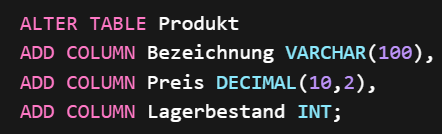 ALTER TABLE Produkt
ADD COLUMN Bezeichnung VARCHAR(100),
ADD COLUMN Preis DECIMAL(10,2),
ADD COLUMN Lagerbestand INT;